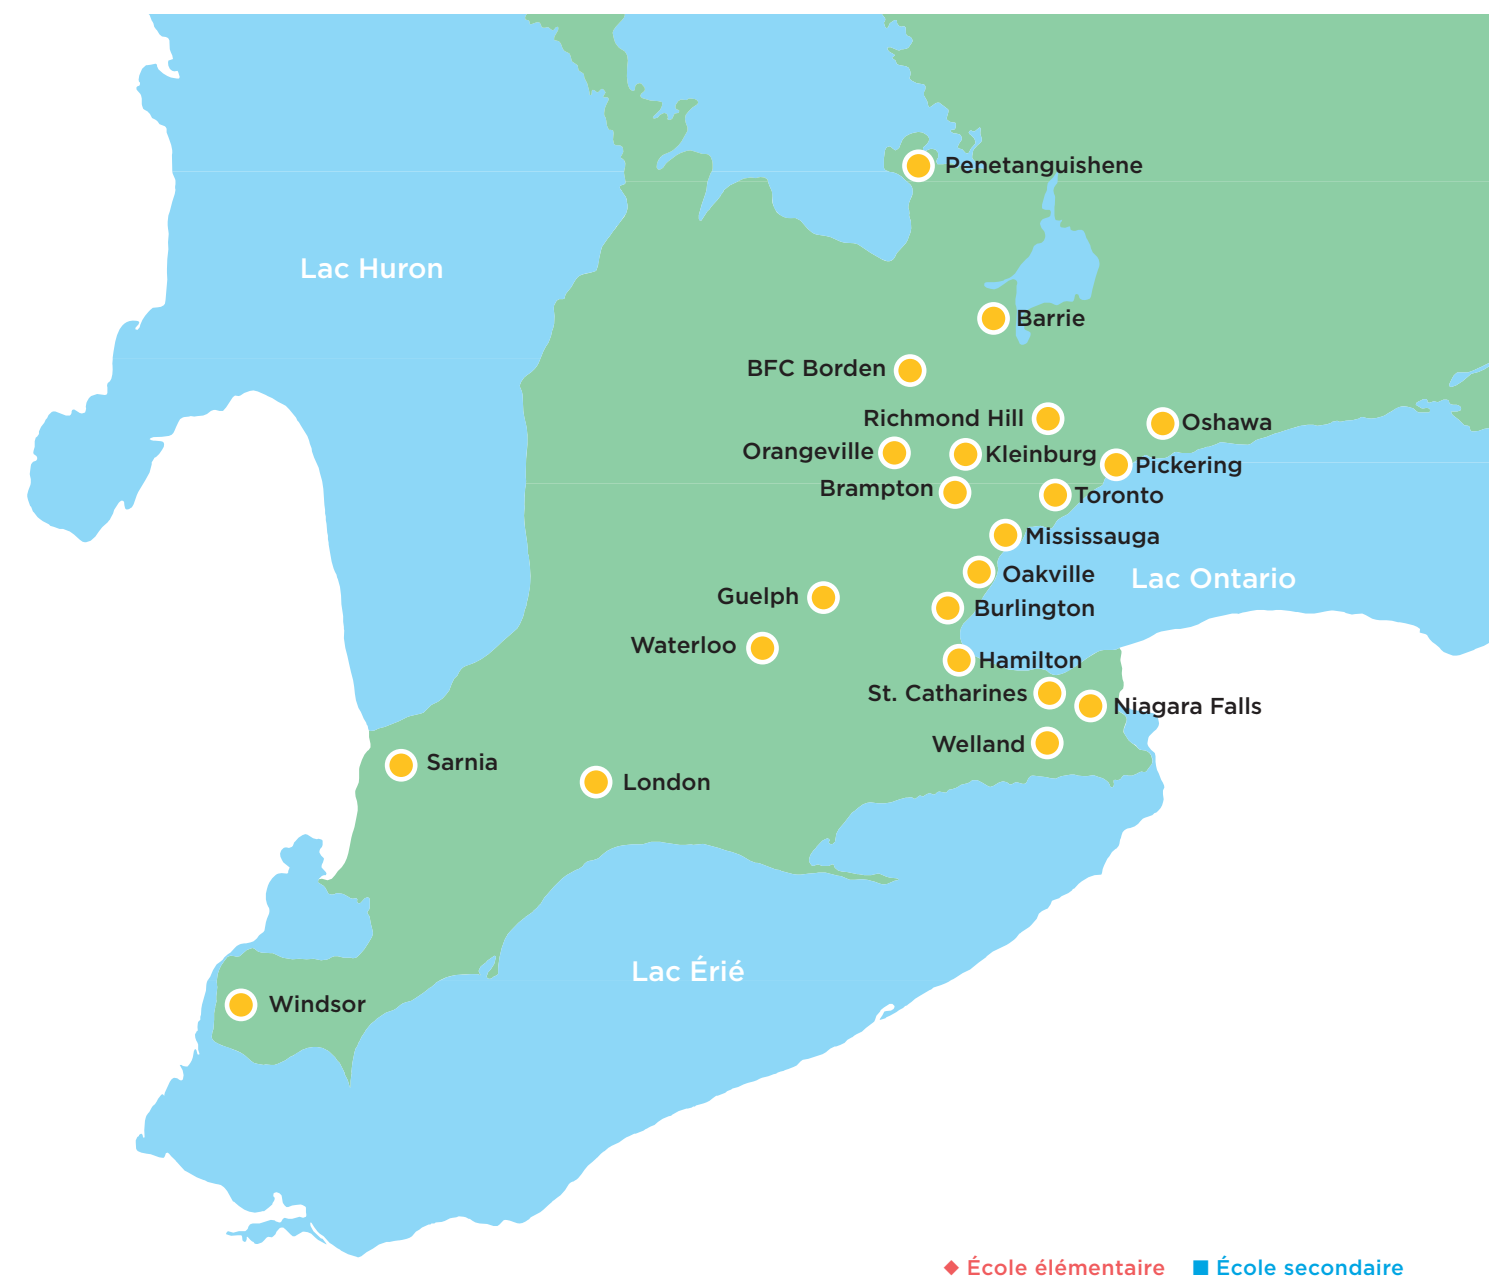 Penetanguishene
Lac Huron
Barrie
BFC Borden
Richmond Hill
Oshawa
Orangeville
Kleinburg
Pickering
Brampton
Toronto
Mississauga
Oakville
Lac Ontario
Guelph
Burlington
Waterloo
Hamilton
St. Catharines
Niagara Falls
Welland
Sarnia
London
Lac Érié
Windsor
École élémentaire
École secondaire